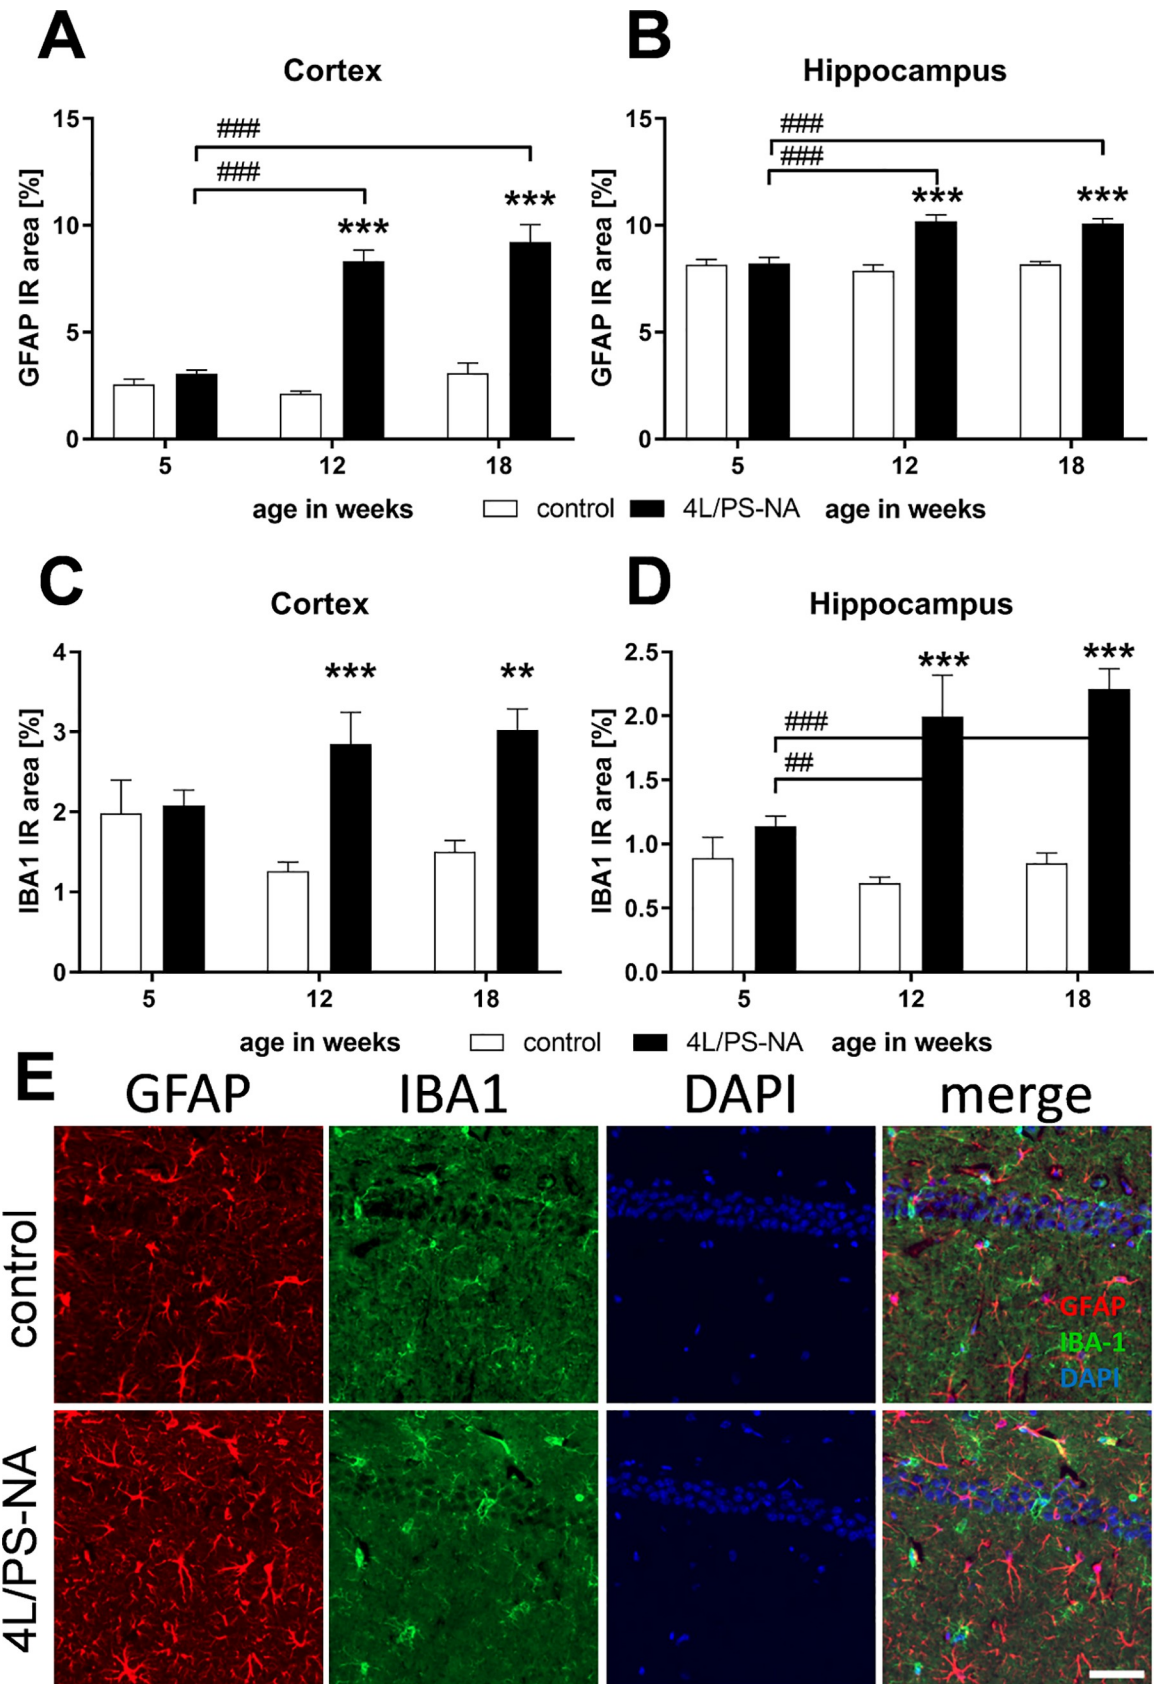 A
B
Cortex
Hippocampus
GFAP IR area [%]
15
10
5
0
###
###
***
***
5
12
18
age in weeks
GFAP IR area [%]
15
10
5
0
###
###
***
***
5
12
18
control
4L/PS-NA
age in weeks
C
D
Cortex
Hippocampus
IBA1 IR area [%]
4
3
2
1
0
***
**
5
12
18
age in weeks
IBA1 IR area [%]
2.5
2.0
1.5
1.0
0.5
0.0
###
##
***
***
5
12
18
control
4L/PS-NA
age in weeks
E
GFAP
IBA1
DAPI
merge
control
GFAP
IBA-1
DAPI
4L/PS-NA